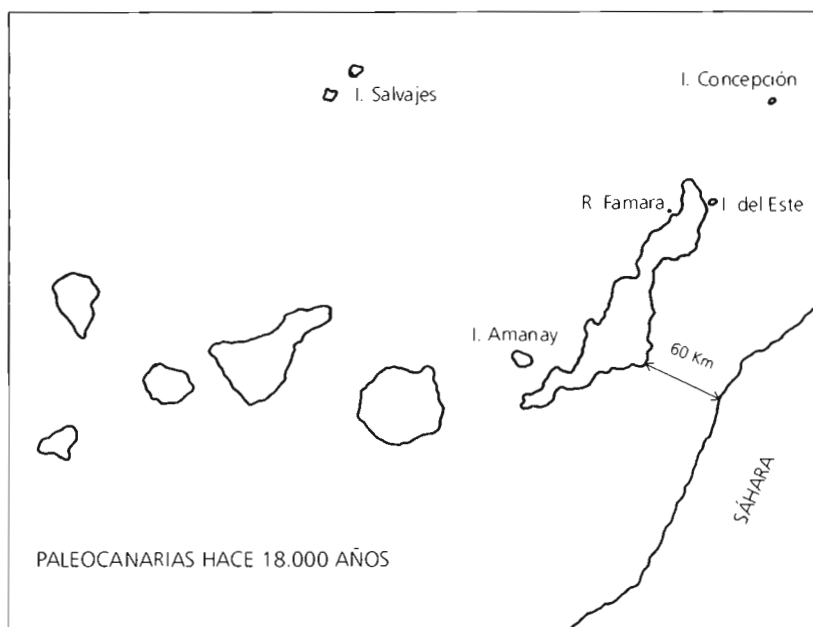 I. Salvajes
I. Concepción
R Famara
I del Este
I. Amanay
60 Km
SÁHARA
PALEOCANARIAS HACE 18.000 AÑOS